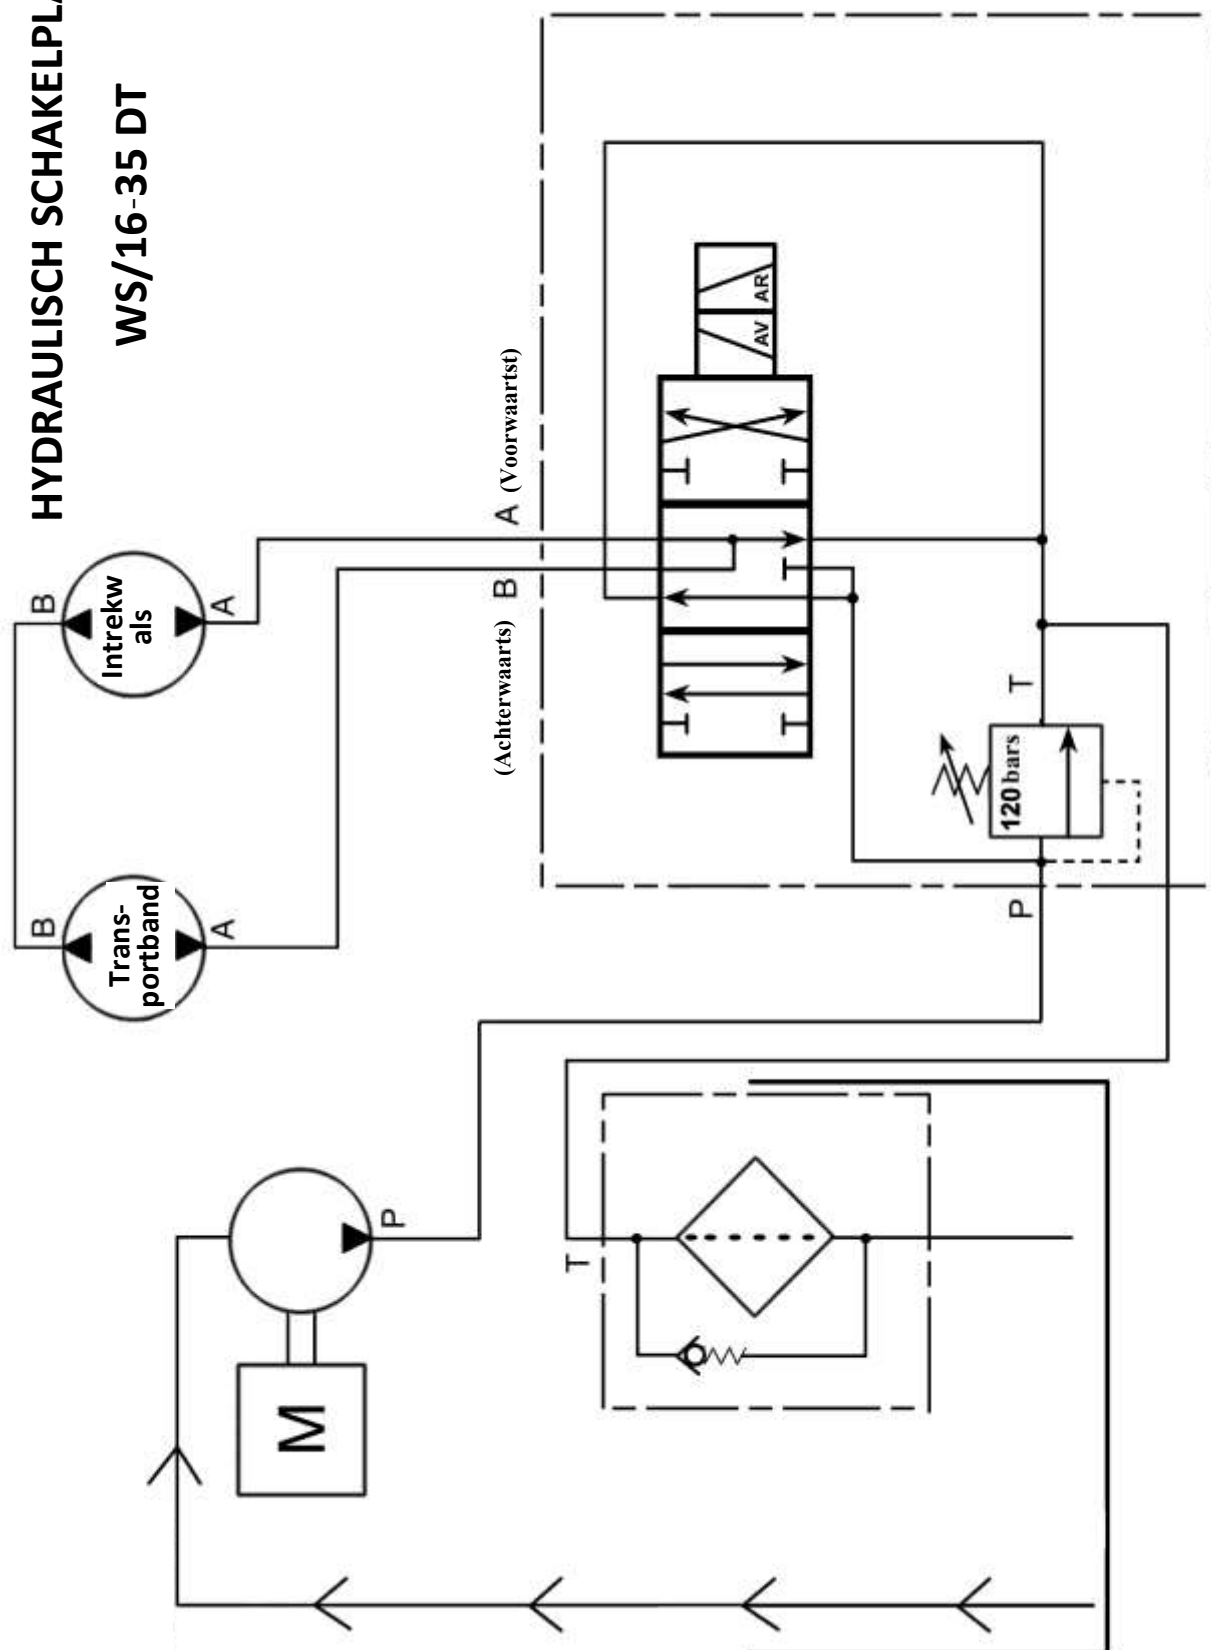 HYDRAULISCH SCHAKELPLA
WS/16-35 DT
B
Trans-
portband
A
B
Intrekw
als
A
M
P
(Achterwaarts) B A (Voorwaartst)
T
AV AR
P
120 bars
T